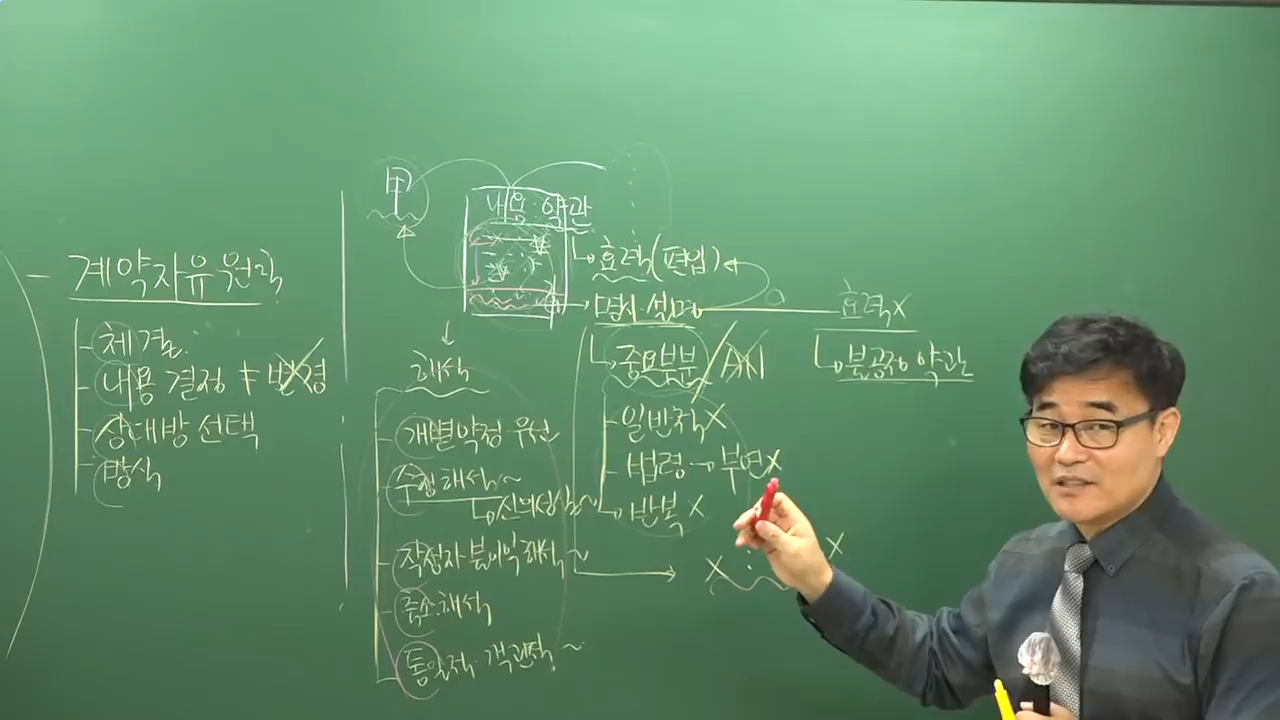 - 계약자유원칙
체결
내용 결정 + 변경
상대방 선택
방식
甲
내용·약관
효력(편입)
명시·설명
효력X
중요부분
불공정 약관
일반적X
법령→부연X
반복X
해석
개별약정 우선
수정해석~
신의성실~
작성자 불이익 해석~
축소해석
통일적·객관적~
X
X